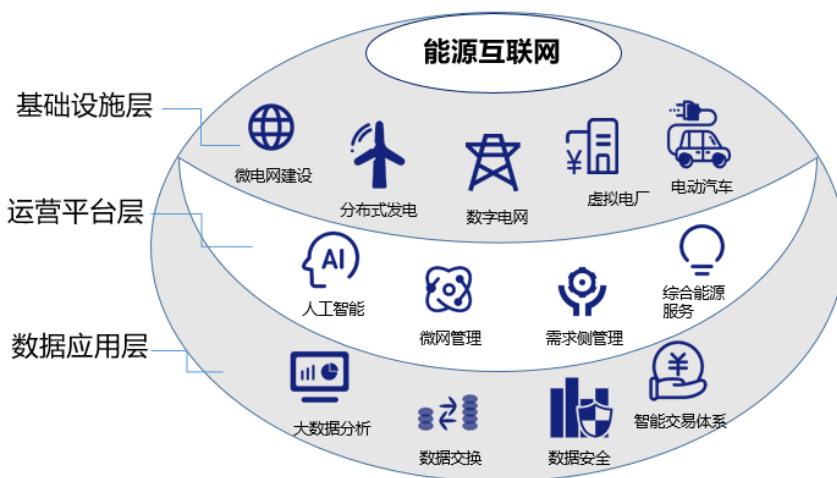 能源互联网
基础设施层
微电网建设
分布式发电
数字电网
¥
虚拟电厂
电动汽车
运营平台层
AI
人工智能
微网管理
需求侧管理
综合能源
服务
数据应用层
大数据分析
数据交换
数据安全
¥
智能交易体系